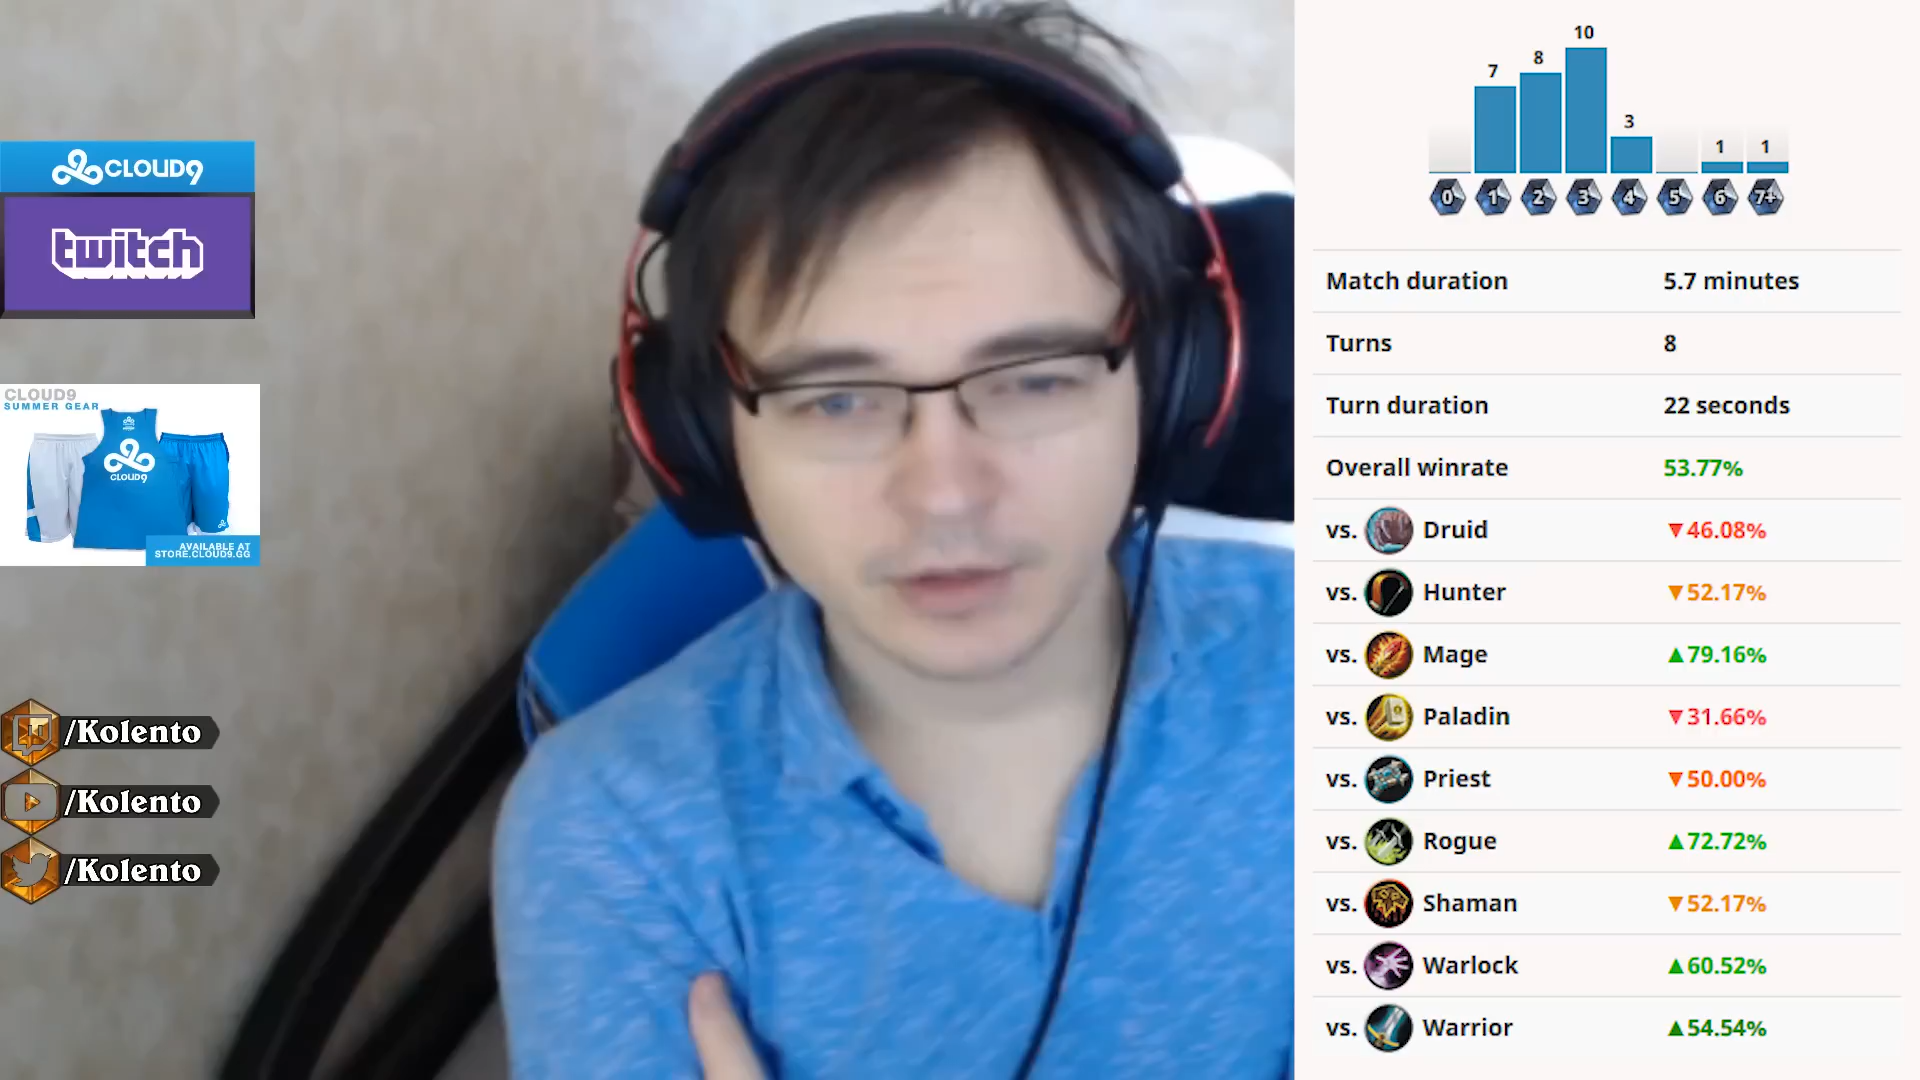 CLOUD9
twitch
CLOUD9
SUMMER GEAR
CLOUD9
AVAILABLE AT
STORE.CLOUD9.GG
/Kolento
/Kolento
/Kolento
7 8 10 3 1 1
0 1 2 3 4 5 6 7+
Match duration 5.7 minutes
Turns 8
Turn duration 22 seconds
Overall winrate 53.77%
vs. Druid ▼46.08%
vs. Hunter ▼52.17%
vs. Mage ▲79.16%
vs. Paladin ▼31.66%
vs. Priest ▼50.00%
vs. Rogue ▲72.72%
vs. Shaman ▼52.17%
vs. Warlock ▲60.52%
vs. Warrior ▲54.54%